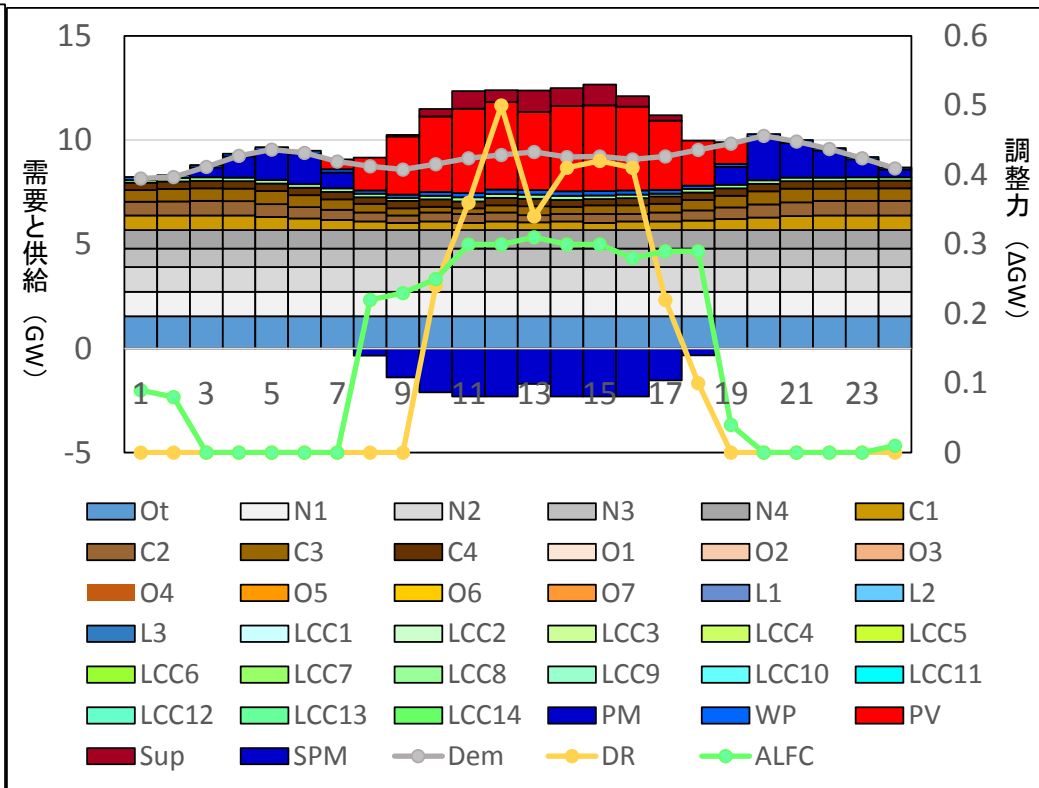 15 0.6
0.5
10 0.4
5 0.3
0.2
0 0.1
-5 0
需要と供給（GW）
調整力（ΔGW）
1 3 5 7 9 11 13 15 17 19 21 23
Ot N1 N2 N3 N4 C1
C2 C3 C4 O1 O2 O3
O4 O5 O6 O7 L1 L2
L3 LCC1 LCC2 LCC3 LCC4 LCC5
LCC6 LCC7 LCC8 LCC9 LCC10 LCC11
LCC12 LCC13 LCC14 PM WP PV
Sup SPM Dem DR ALFC